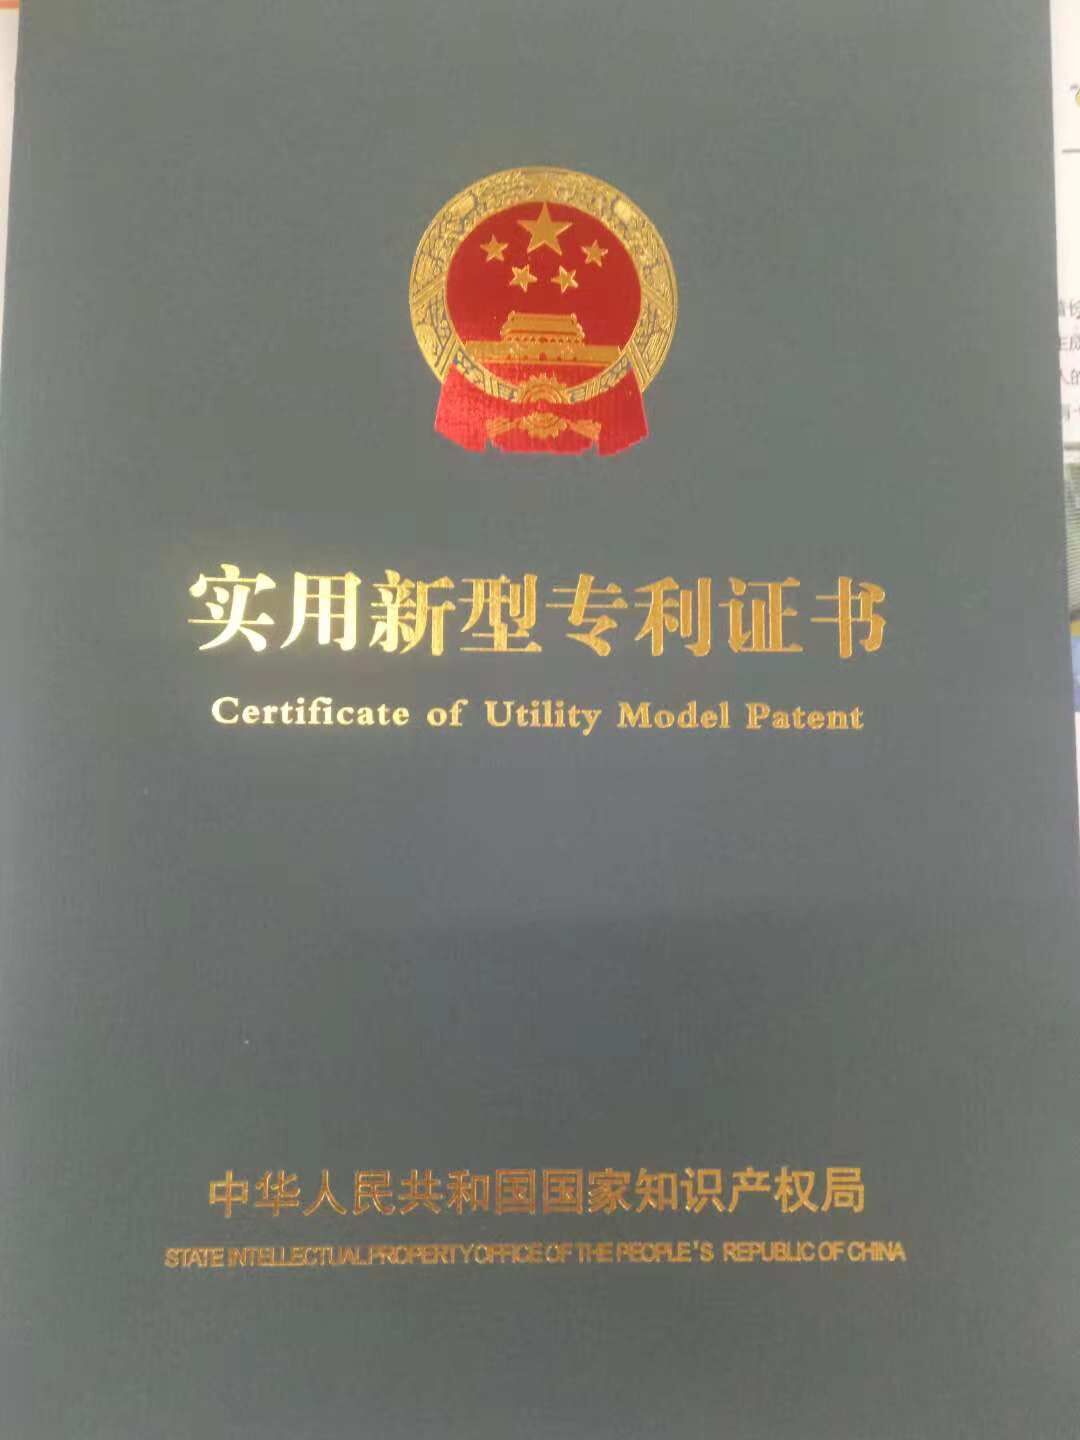 实用新型专利证书
Certificate of Utility Model Patent
中华人民共和国国家知识产权局
STATE INTELLECTUAL PROPERTY OFFICE OF THE PEOPLE'S REPUBLIC OF CHINA